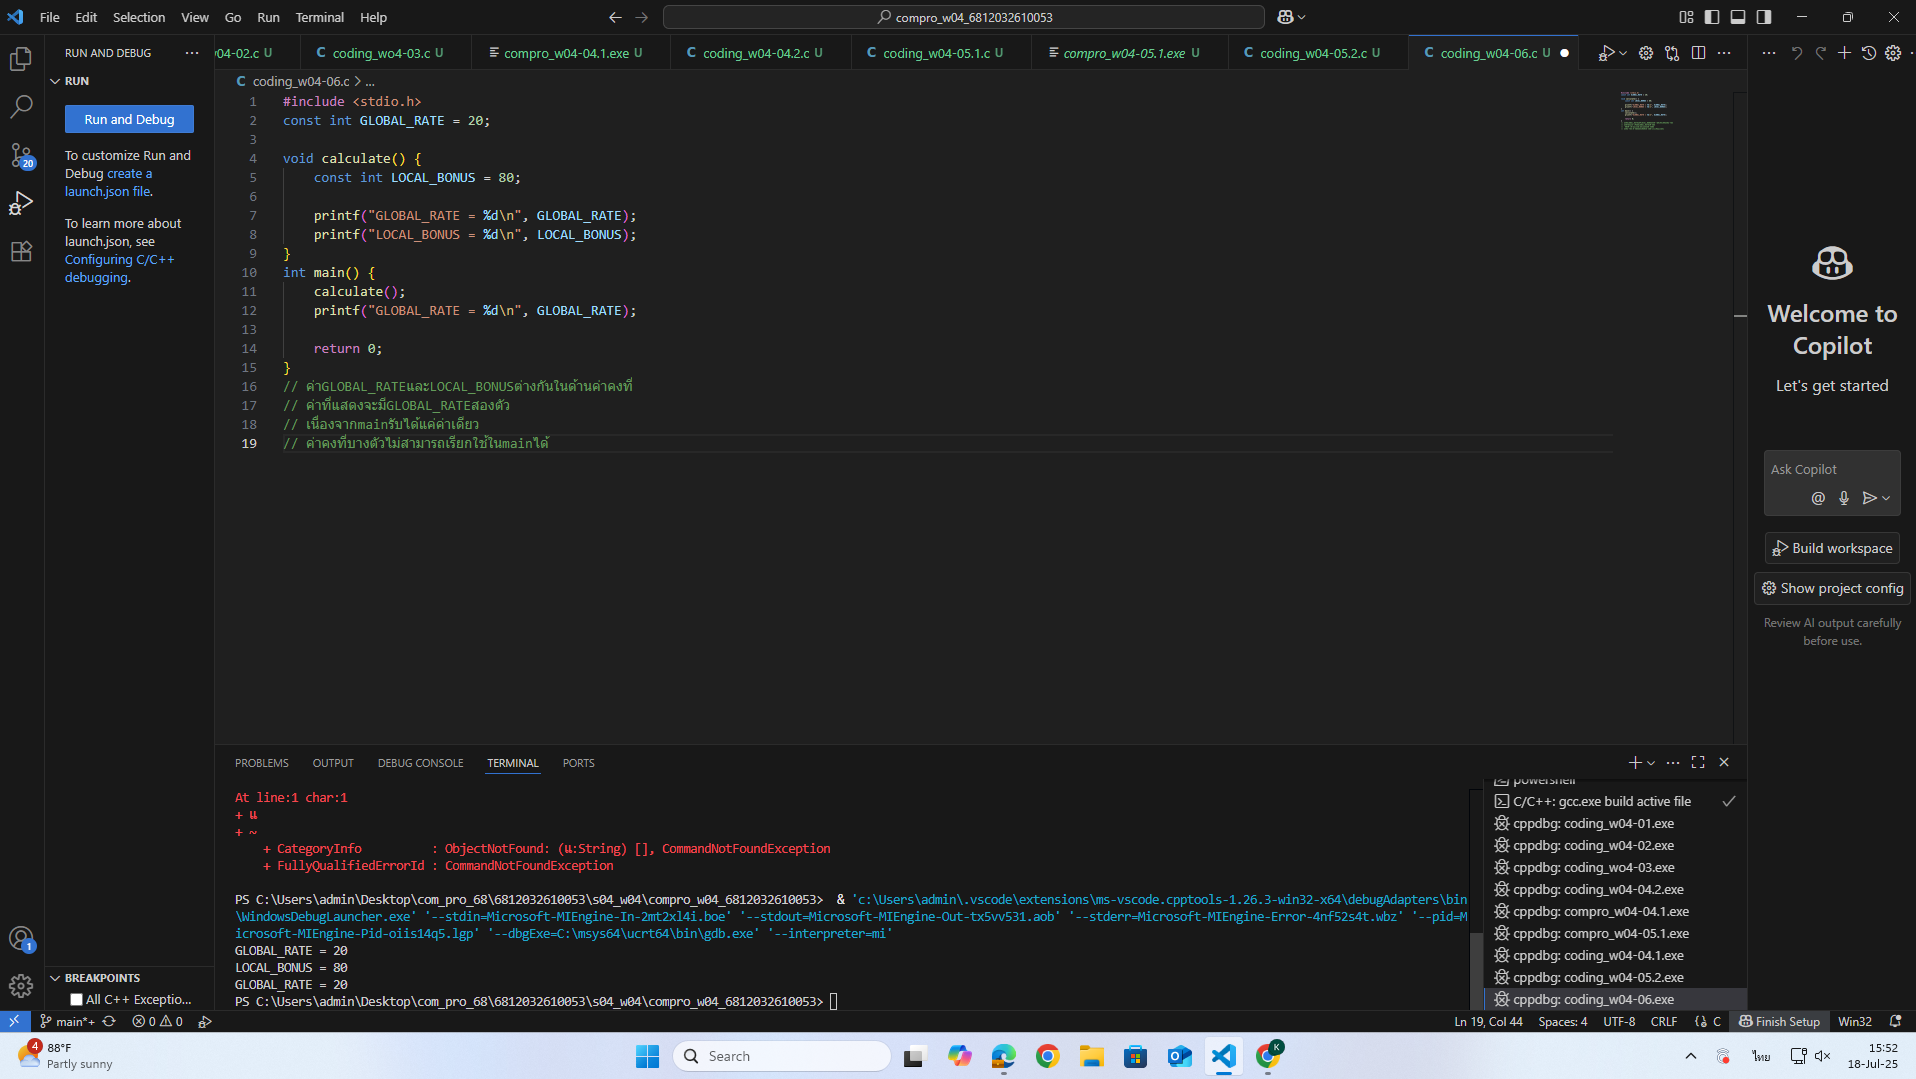 File Edit Selection View Go Run Terminal Help
compro_w04_6812032610053
RUN AND DEBUG
w04-02.c U
C coding_w04-03.c U
compro_w04-04.1.exe U
C coding_w04-04.2.c U
C coding_w04-05.1.c U
compro_w04-05.1.exe U
C coding_w04-05.2.c U
C coding_w04-06.c U
RUN
Run and Debug
To customize Run and
Debug create a
launch.json file.
To learn more about
launch.json, see
Configuring C/C++
debugging.
20
1
C coding_w04-06.c > ...
1 #include <stdio.h>
2 const int GLOBAL_RATE = 20;
3
4 void calculate() {
5 const int LOCAL_BONUS = 80;
6
7 printf("GLOBAL_RATE = %d\n", GLOBAL_RATE);
8 printf("LOCAL_BONUS = %d\n", LOCAL_BONUS);
9 }
10 int main() {
11 calculate();
12 printf("GLOBAL_RATE = %d\n", GLOBAL_RATE);
13
14 return 0;
15 }
16 // ค่าGLOBAL_RATEและLOCAL_BONUSต่างกันในด้านค่าคงที่
17 // ค่าที่แสดงจะมีGLOBAL_RATEสองตัว
18 // เนื่องจากmainรับได้แค่ค่าเดียว
19 // ค่าคงที่บางตัวไม่สามารถเรียกใช้ในmainได้
Welcome to
Copilot
Let's get started
Ask Copilot
Build workspace
Show project config
Review AI output carefully
before use.
PROBLEMS OUTPUT DEBUG CONSOLE TERMINAL PORTS
At line:1 char:1
+ แ
+ ~
+ CategoryInfo : ObjectNotFound: (แ:String) [], CommandNotFoundException
+ FullyQualifiedErrorId : CommandNotFoundException
PS C:\Users\admin\Desktop\com_pro_68\6812032610053\s04_w04\compro_w04_6812032610053> & 'c:\Users\admin\.vscode\extensions\ms-vscode.cpptools-1.26.3-win32-x64\debugAdapters\bin
\WindowsDebugLauncher.exe' '--stdin=Microsoft-MIEngine-In-2mt2xl4i.boe' '--stdout=Microsoft-MIEngine-Out-tx5vv531.aob' '--stderr=Microsoft-MIEngine-Error-4nf52s4t.wbz' '--pid=M
icrosoft-MIEngine-Pid-oiis14q5.lgp' '--dbgExe=C:\msys64\ucrt64\bin\gdb.exe' '--interpreter=mi'
GLOBAL_RATE = 20
LOCAL_BONUS = 80
GLOBAL_RATE = 20
PS C:\Users\admin\Desktop\com_pro_68\6812032610053\s04_w04\compro_w04_6812032610053>
powershell
C/C++: gcc.exe build active file
cppdbg: coding_w04-01.exe
cppdbg: coding_w04-02.exe
cppdbg: coding_w04-03.exe
cppdbg: coding_w04-04.2.exe
cppdbg: compro_w04-04.1.exe
cppdbg: compro_w04-05.1.exe
cppdbg: coding_w04-04.1.exe
cppdbg: coding_w04-05.2.exe
cppdbg: coding_w04-06.exe
BREAKPOINTS
All C++ Exceptio...
main*+ 0 0
Ln 19, Col 44 Spaces: 4 UTF-8 CRLF {} C Finish Setup Win32
4
88°F
Partly sunny
Search
K
ไทย
15:52
18-Jul-25